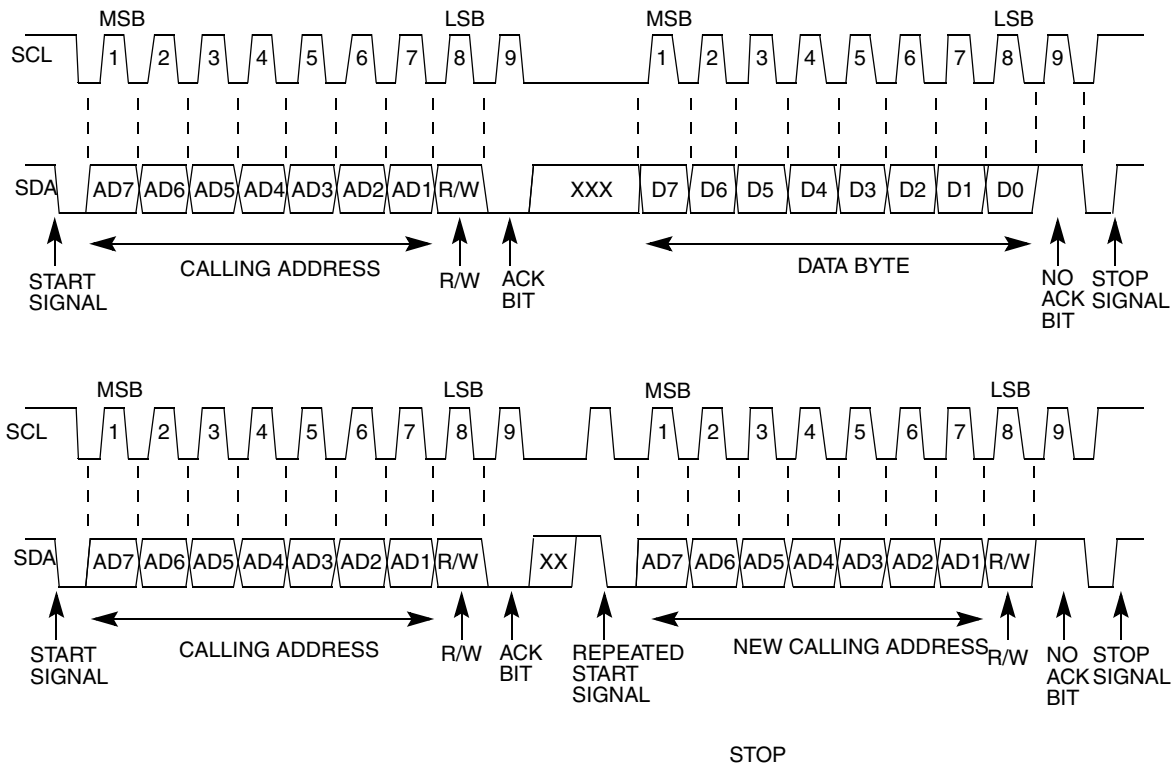 MSB LSB MSB LSB
SCL 1 2 3 4 5 6 7 8 9 1 2 3 4 5 6 7 8 9
SDA AD7 AD6 AD5 AD4 AD3 AD2 AD1 R/W XXX D7 D6 D5 D4 D3 D2 D1 D0
START
SIGNAL
CALLING ADDRESS
R/W
ACK
BIT
DATA BYTE
NO
ACK
BIT
STOP
SIGNAL
MSB LSB MSB LSB
SCL 1 2 3 4 5 6 7 8 9 1 2 3 4 5 6 7 8 9
SDA AD7 AD6 AD5 AD4 AD3 AD2 AD1 R/W XX AD7 AD6 AD5 AD4 AD3 AD2 AD1 R/W
START
SIGNAL
CALLING ADDRESS
R/W
ACK
BIT
REPEATED
START
SIGNAL
NEW CALLING ADDRESS
R/W
NO
ACK
BIT
STOP
SIGNAL
STOP